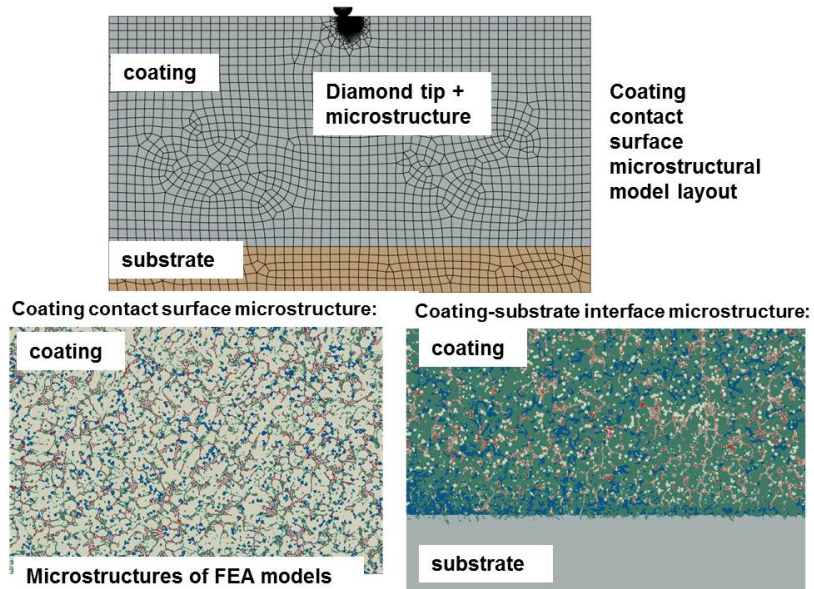 coating
Diamond tip +
microstructure
Coating
contact
surface
microstructural
model layout
substrate
Coating contact surface microstructure:
Coating-substrate interface microstructure:
coating
coating
Microstructures of FEA models
substrate